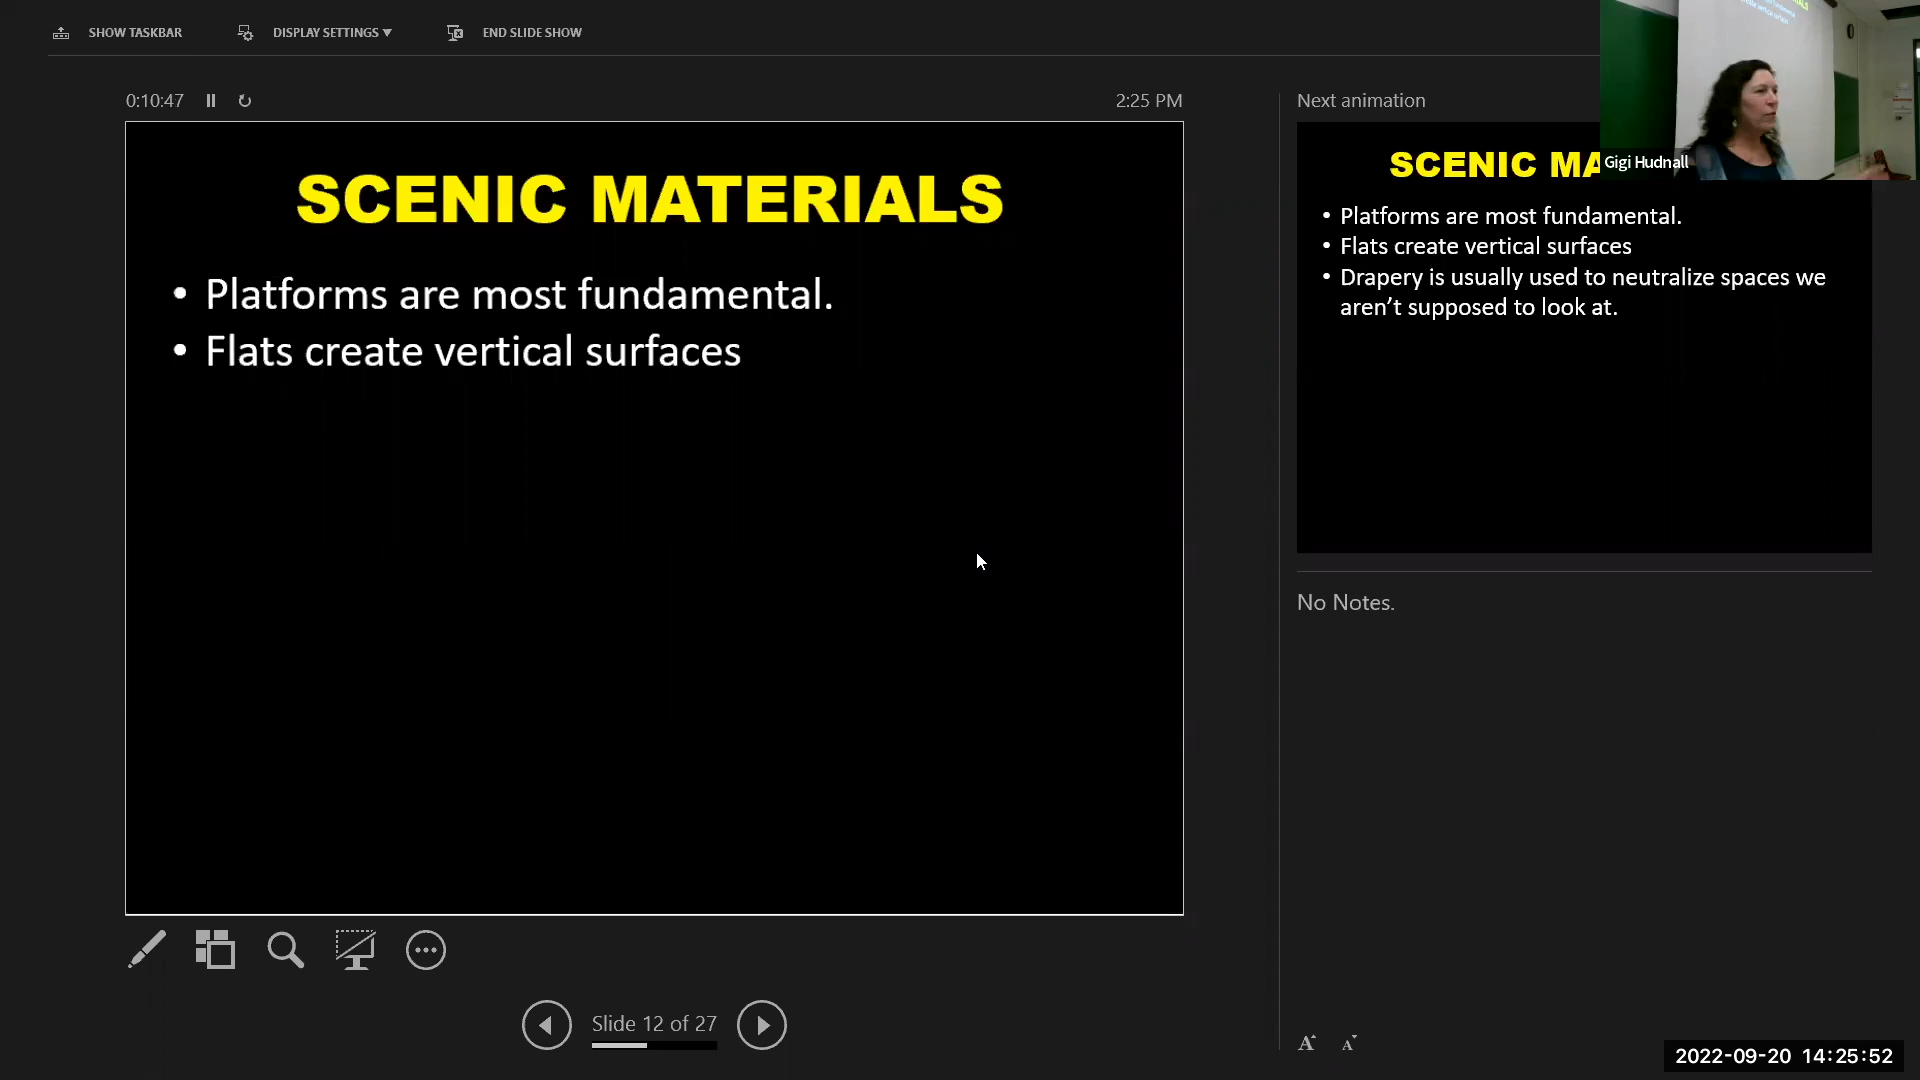 SHOW TASKBAR
DISPLAY SETTINGS ▼
END SLIDE SHOW
0:10:47
2:25 PM
SCENIC MATERIALS
• Platforms are most fundamental.
• Flats create vertical surfaces
Slide 12 of 27
Next animation
SCENIC MA
Gigi Hudnall
• Platforms are most fundamental.
• Flats create vertical surfaces
• Drapery is usually used to neutralize spaces we
aren’t supposed to look at.
No Notes.
A A
2022-09-20 14:25:52